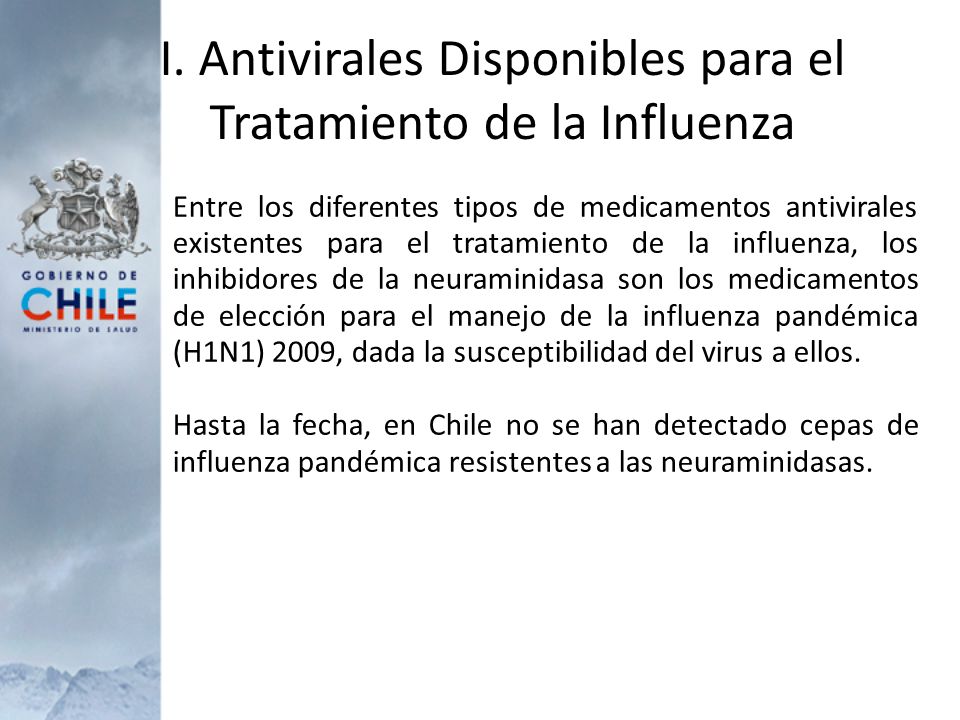 I. Antivirales Disponibles para el
Tratamiento de la Influenza
GOBIERNO DE
CHILE
MINISTERIO DE SALUD
Entre los diferentes tipos de medicamentos antivirales
existentes para el tratamiento de la influenza, los
inhibidores de la neuraminidasa son los medicamentos
de elección para el manejo de la influenza pandémica
(H1N1) 2009, dada la susceptibilidad del virus a ellos.
Hasta la fecha, en Chile no se han detectado cepas de
influenza pandémica resistentes a las neuraminidasas.